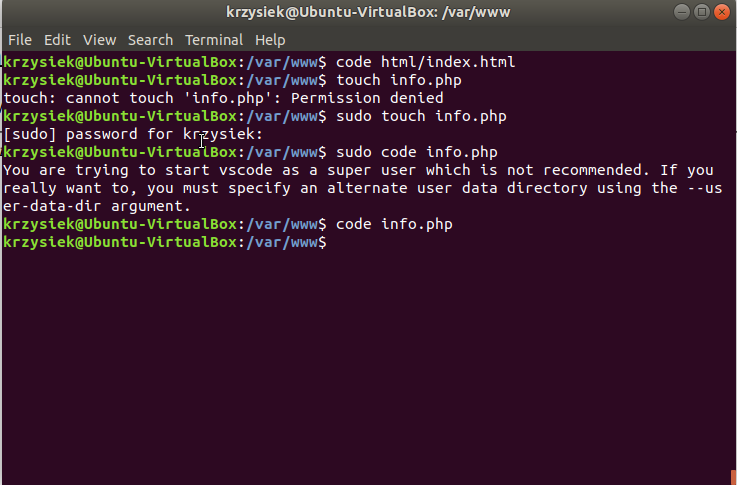 krzysiek@Ubuntu-VirtualBox: /var/www
File Edit View Search Terminal Help
krzysiek@Ubuntu-VirtualBox:/var/www$ code html/index.html
krzysiek@Ubuntu-VirtualBox:/var/www$ touch info.php
touch: cannot touch 'info.php': Permission denied
krzysiek@Ubuntu-VirtualBox:/var/www$ sudo touch info.php
[sudo] password for krzysiek:
krzysiek@Ubuntu-VirtualBox:/var/www$ sudo code info.php
You are trying to start vscode as a super user which is not recommended. If you
really want to, you must specify an alternate user data directory using the --us
er-data-dir argument.
krzysiek@Ubuntu-VirtualBox:/var/www$ code info.php
krzysiek@Ubuntu-VirtualBox:/var/www$